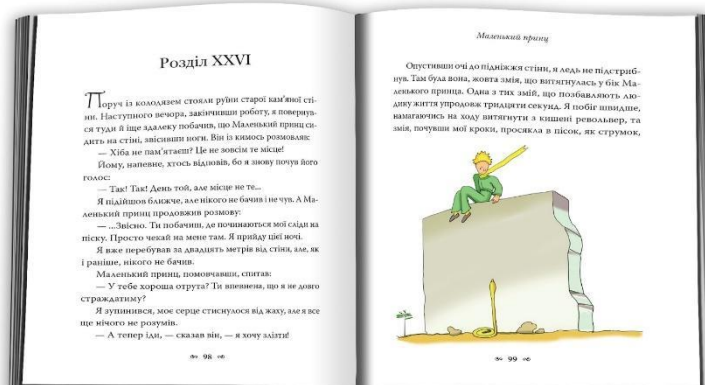 Розділ XXVI
Поруч із колодязем стояли руїни старої кам'яної сті-
ни. Наступного вечора, закінчивши роботу, я повернув-
ся туди й іще здалеку побачив, що Маленький принц си-
дить на стіні, звісивши ноги. Він із кимось розмовляв:
— Хіба не пам'ятаєш? Це не зовсім те місце!
Йому, напевне, хтось відповів, бо я знову почув його
голос:
— Так! Так! День той, але місце не те...
Я підійшов ближче, але нікого не бачив і не чув. А Ма-
ленький принц продовжив розмову:
— ...Звісно. Ти побачиш, де починаються мої сліди на
піску. Просто чекай на мене там. Я прийду цієї ночі.
Я вже перебував за двадцять метрів від стіни, але, як
і раніше, нікого не бачив.
Маленький принц, помовчавши, спитав:
— У тебе хороша отрута? Ти впевнена, що я не довго
страждатиму?
Я зупинився, моє серце стиснулося від жаху, але я все
ще нічого не розумів.
— А тепер іди, — сказав він, — я хочу злізти!
98
Маленький принц
Опустивши очі до підніжжя стіни, я ледь не підстриб-
нув. Там була вона, жовта змія, що витягнулась у бік Ма-
ленького принца. Одна з тих змій, що позбавляють лю-
дину життя упродовж тридцяти секунд. Я побіг швидше,
намагаючись на ходу витягнути з кишені револьвер, та
змія, почувши мої кроки, просякла в пісок, як струмок,
99